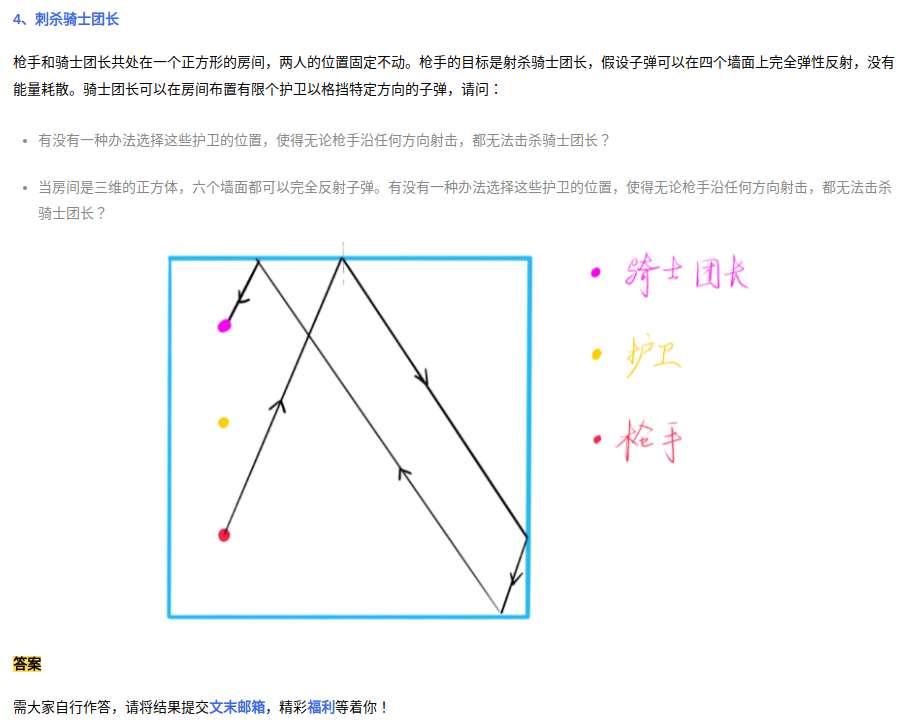 4、刺杀骑士团长
枪手和骑士团长共处在一个正方形的房间，两人的位置固定不动。枪手的目标是射杀骑士团长，假设子弹可以在四个墙面上完全弹性反射，没有
能量耗散。骑士团长可以在房间布置有限个护卫以格挡特定方向的子弹，请问：
• 有没有一种办法选择这些护卫的位置，使得无论枪手沿任何方向射击，都无法击杀骑士团长？
• 当房间是三维的正方体，六个墙面都可以完全反射子弹。有没有一种办法选择这些护卫的位置，使得无论枪手沿任何方向射击，都无法击杀
骑士团长？
骑士团长
护卫
枪手
答案
需大家自行作答，请将结果提交文末邮箱，精彩福利等着你！